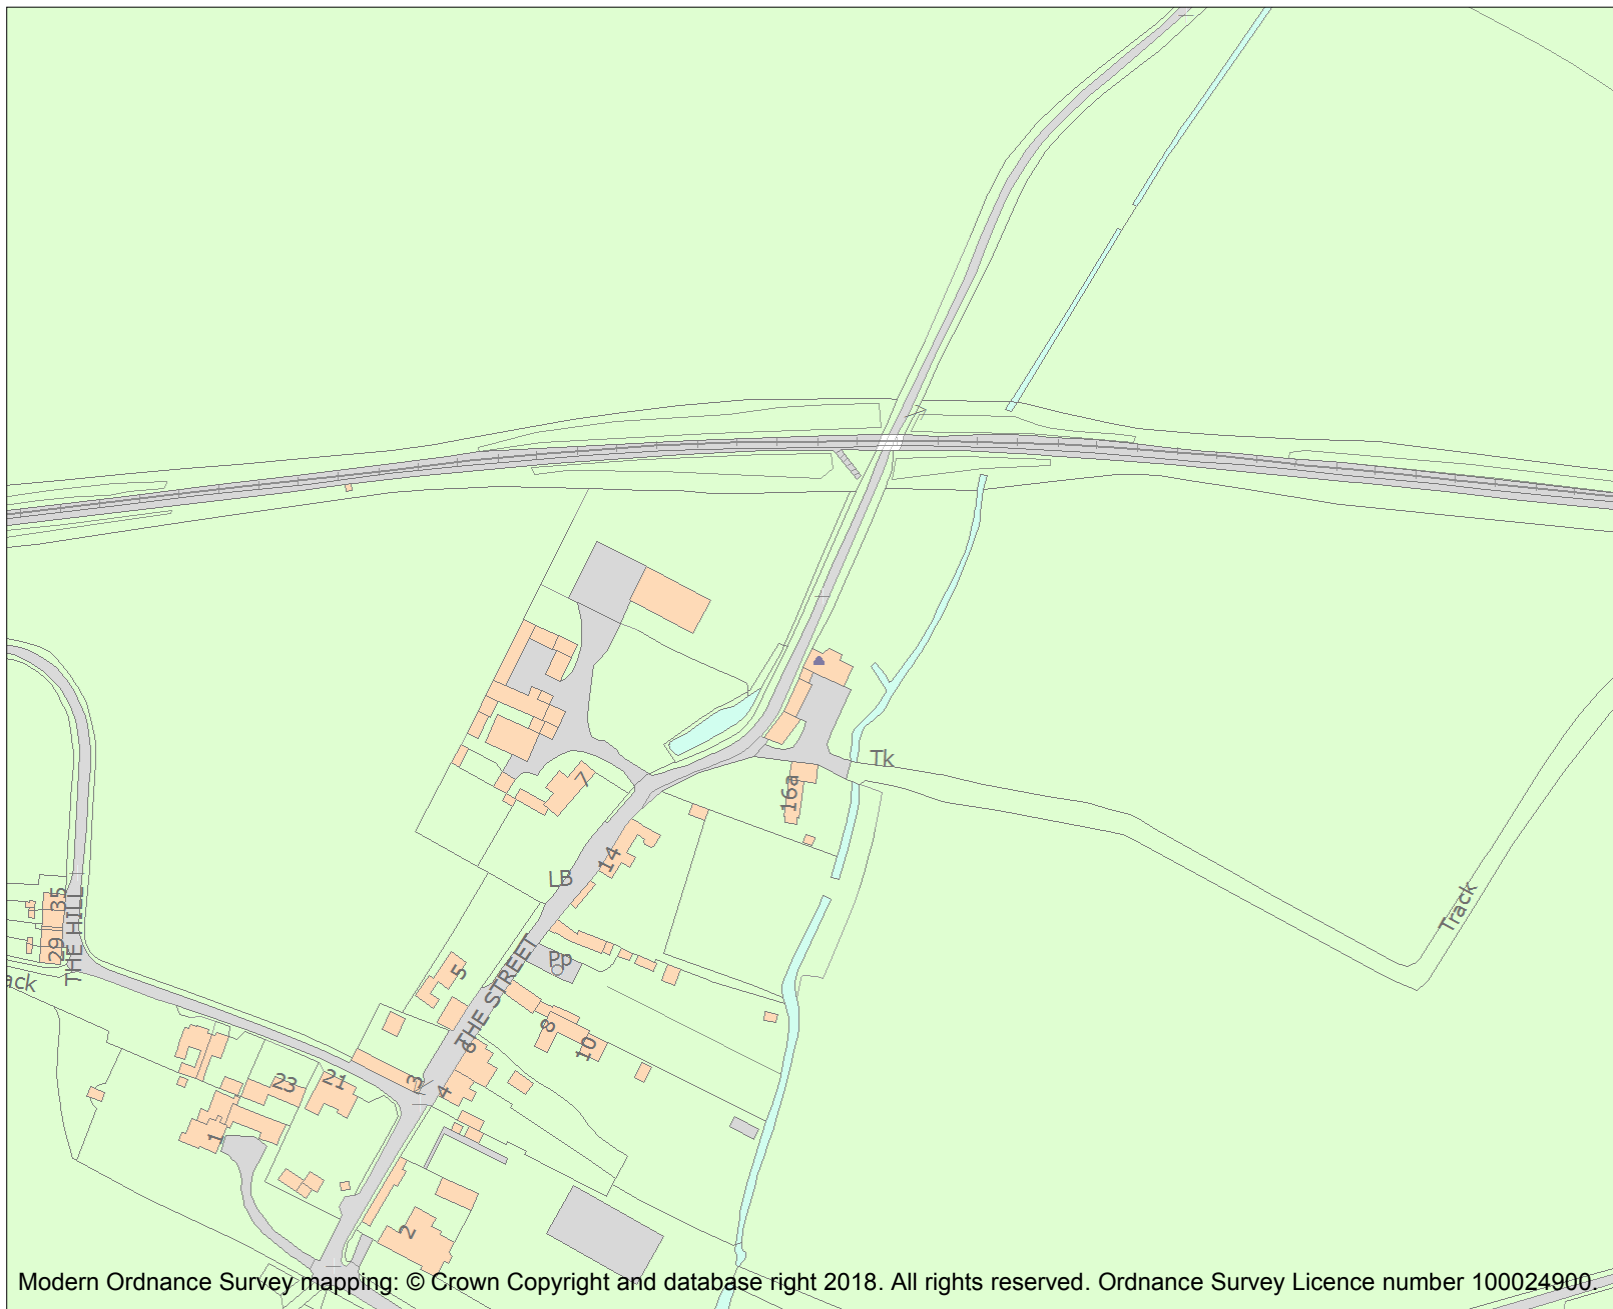 7
Tk
16a
14
LB
35
THE HILL
29
Track
THE STREET
Pp
5
ack
8
6
10
3
4
23
21
1
2
Modern Ordnance Survey mapping: © Crown Copyright and database right 2018. All rights reserved. Ordnance Survey Licence number 100024900.